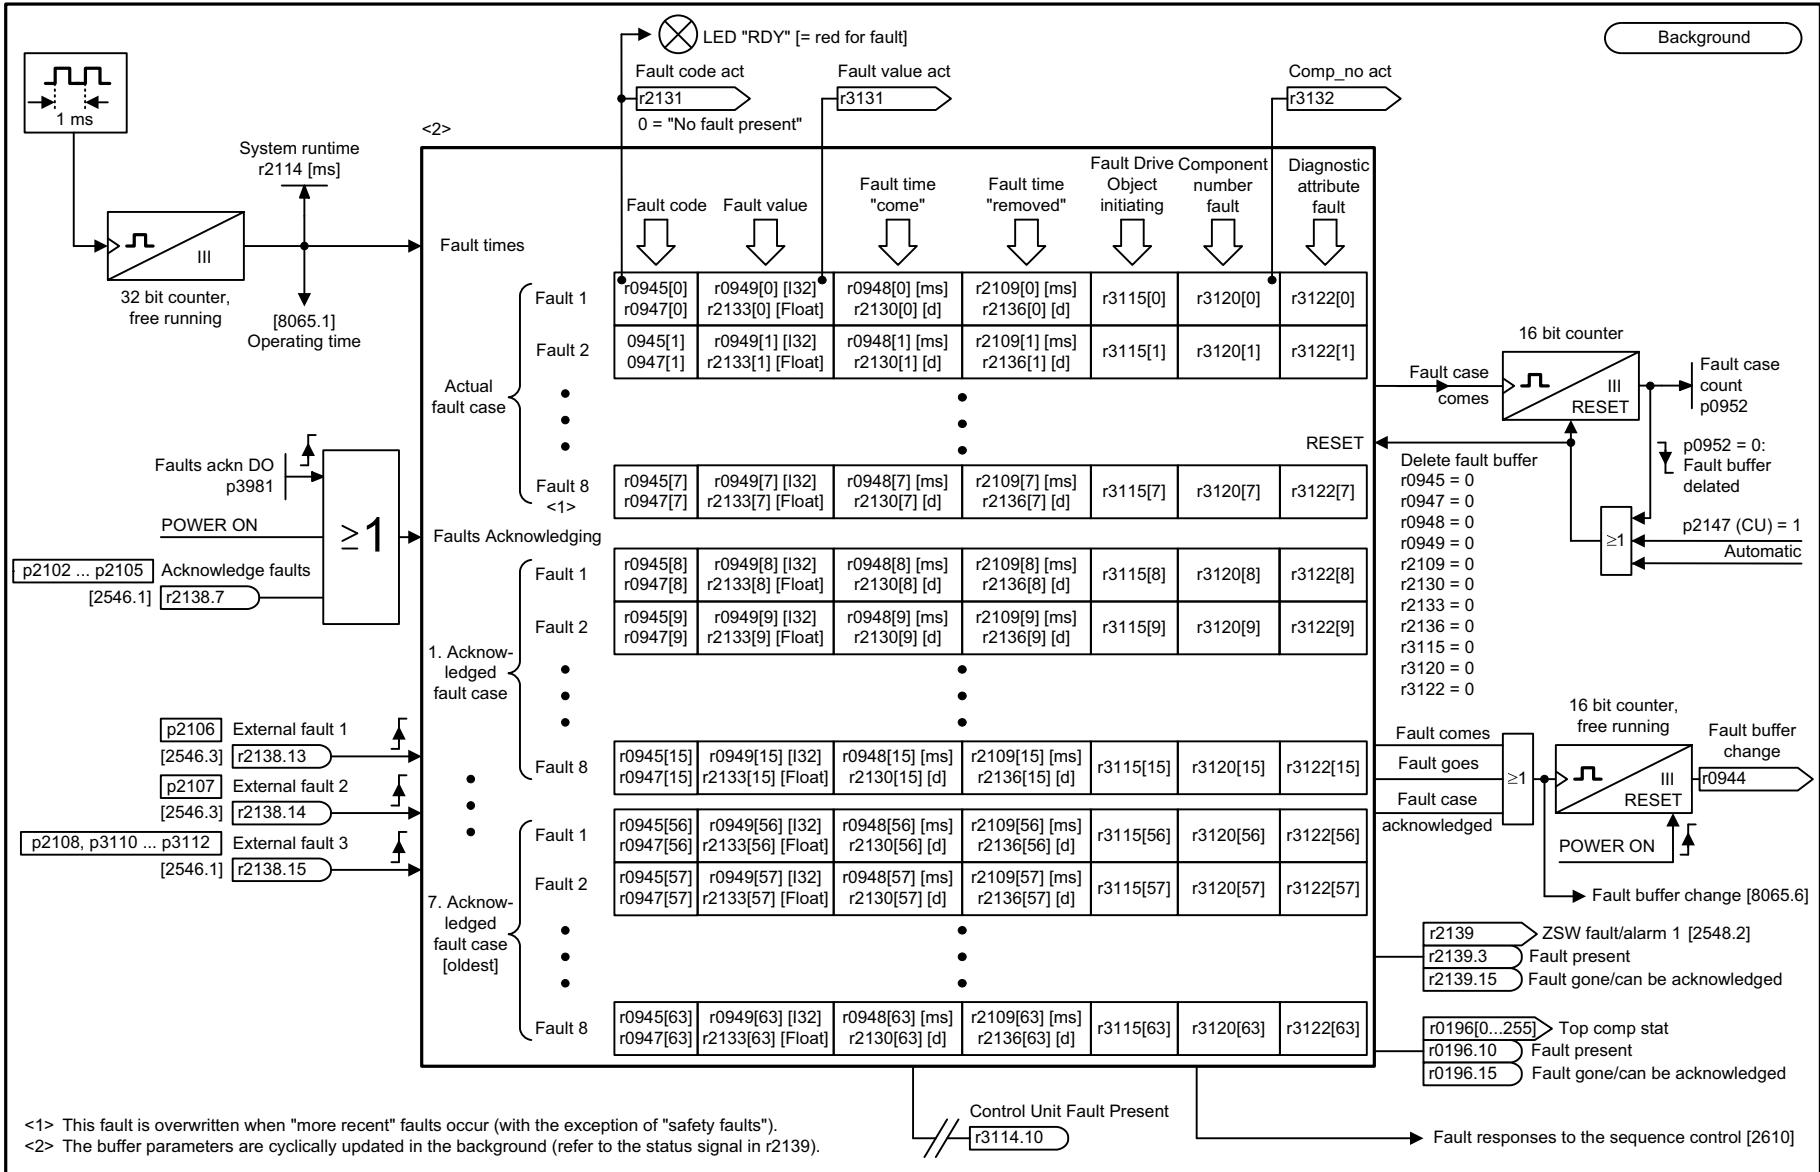 LED "RDY" [= red for fault]
Background
1 ms
Fault code act
r2131
0 = "No fault present"
Fault value act
r3131
Comp_no act
r3132
<2>
System runtime
r2114 [ms]
III
32 bit counter,
free running
[8065.1]
Operating time
Fault times
Fault code
Fault value
Fault time
"come"
Fault time
"removed"
Fault Drive
Object
initiating
Component
number
fault
Diagnostic
attribute
fault
Actual
fault case
Fault 1
r0945[0]
r0947[0]
r0949[0] [I32]
r2133[0] [Float]
r0948[0] [ms]
r2130[0] [d]
r2109[0] [ms]
r2136[0] [d]
r3115[0]
r3120[0]
r3122[0]
Fault 2
0945[1]
0947[1]
r0949[1] [I32]
r2133[1] [Float]
r0948[1] [ms]
r2130[1] [d]
r2109[1] [ms]
r2136[1] [d]
r3115[1]
r3120[1]
r3122[1]
Fault 8
<1>
r0945[7]
r0947[7]
r0949[7] [I32]
r2133[7] [Float]
r0948[7] [ms]
r2130[7] [d]
r2109[7] [ms]
r2136[7] [d]
r3115[7]
r3120[7]
r3122[7]
Faults ackn DO
p3981
POWER ON
p2102 ... p2105
Acknowledge faults
[2546.1]
r2138.7
≥1
Faults Acknowledging
1. Acknow-
ledged
fault case
Fault 1
r0945[8]
r0947[8]
r0949[8] [I32]
r2133[8] [Float]
r0948[8] [ms]
r2130[8] [d]
r2109[8] [ms]
r2136[8] [d]
r3115[8]
r3120[8]
r3122[8]
Fault 2
r0945[9]
r0947[9]
r0949[9] [I32]
r2133[9] [Float]
r0948[9] [ms]
r2130[9] [d]
r2109[9] [ms]
r2136[9] [d]
r3115[9]
r3120[9]
r3122[9]
Fault 8
r0945[15]
r0947[15]
r0949[15] [I32]
r2133[15] [Float]
r0948[15] [ms]
r2130[15] [d]
r2109[15] [ms]
r2136[15] [d]
r3115[15]
r3120[15]
r3122[15]
p2106
External fault 1
[2546.3]
r2138.13
p2107
External fault 2
[2546.3]
r2138.14
p2108, p3110 ... p3112
External fault 3
[2546.1]
r2138.15
7. Acknow-
ledged
fault case
[oldest]
Fault 1
r0945[56]
r0947[56]
r0949[56] [I32]
r2133[56] [Float]
r0948[56] [ms]
r2130[56] [d]
r2109[56] [ms]
r2136[56] [d]
r3115[56]
r3120[56]
r3122[56]
Fault 2
r0945[57]
r0947[57]
r0949[57] [I32]
r2133[57] [Float]
r0948[57] [ms]
r2130[57] [d]
r2109[57] [ms]
r2136[57] [d]
r3115[57]
r3120[57]
r3122[57]
Fault 8
r0945[63]
r0947[63]
r0949[63] [I32]
r2133[63] [Float]
r0948[63] [ms]
r2130[63] [d]
r2109[63] [ms]
r2136[63] [d]
r3115[63]
r3120[63]
r3122[63]
16 bit counter
Fault case
comes
III
RESET
Fault case
count
p0952
RESET
p0952 = 0:
Fault buffer
delated
≥1
p2147 (CU) = 1
Automatic
Delete fault buffer
r0945 = 0
r0947 = 0
r0948 = 0
r0949 = 0
r2109 = 0
r2130 = 0
r2133 = 0
r2136 = 0
r3115 = 0
r3120 = 0
r3122 = 0
16 bit counter,
free running
Fault comes
Fault goes
Fault case
acknowledged
≥1
III
RESET
Fault buffer
change
r0944
POWER ON
Fault buffer change [8065.6]
r2139
ZSW fault/alarm 1 [2548.2]
r2139.3
Fault present
r2139.15
Fault gone/can be acknowledged
r0196[0...255]
Top comp stat
r0196.10
Fault present
r0196.15
Fault gone/can be acknowledged
Control Unit Fault Present
r3114.10
Fault responses to the sequence control [2610]
<1> This fault is overwritten when "more recent" faults occur (with the exception of "safety faults").
<2> The buffer parameters are cyclically updated in the background (refer to the status signal in r2139).